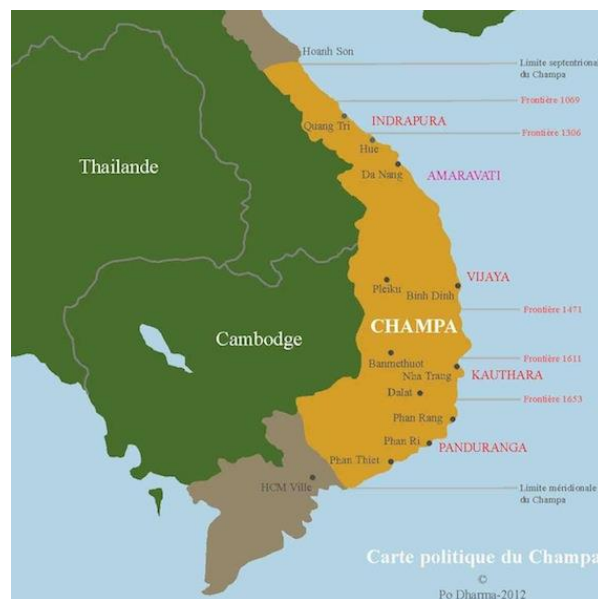 Hoanh Son
Limite septentrionale
du Champa
Frontière 1069
Quang Tri
INDRAPURA
Frontière 1306
Hue
Da Nang
AMARAVATI
Thailande
VIJAYA
Pleiku
Binh Dinh
Frontière 1471
CHAMPA
Cambodge
Banmethuot
Frontière 1611
Nha Trang
KAUTHARA
Dalat
Frontière 1653
Phan Rang
Phan Ri
PANDURANGA
Phan Thiet
HCM Ville
Limite méridionale
du Champa
Carte politique du Champa
©
Po Dharma-2012